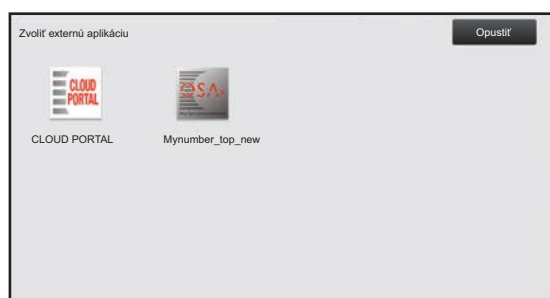 Zvoliť externú aplikáciu
Opustiť
CLOUD
PORTAL
OSA
CLOUD PORTAL
Mynumber_top_new